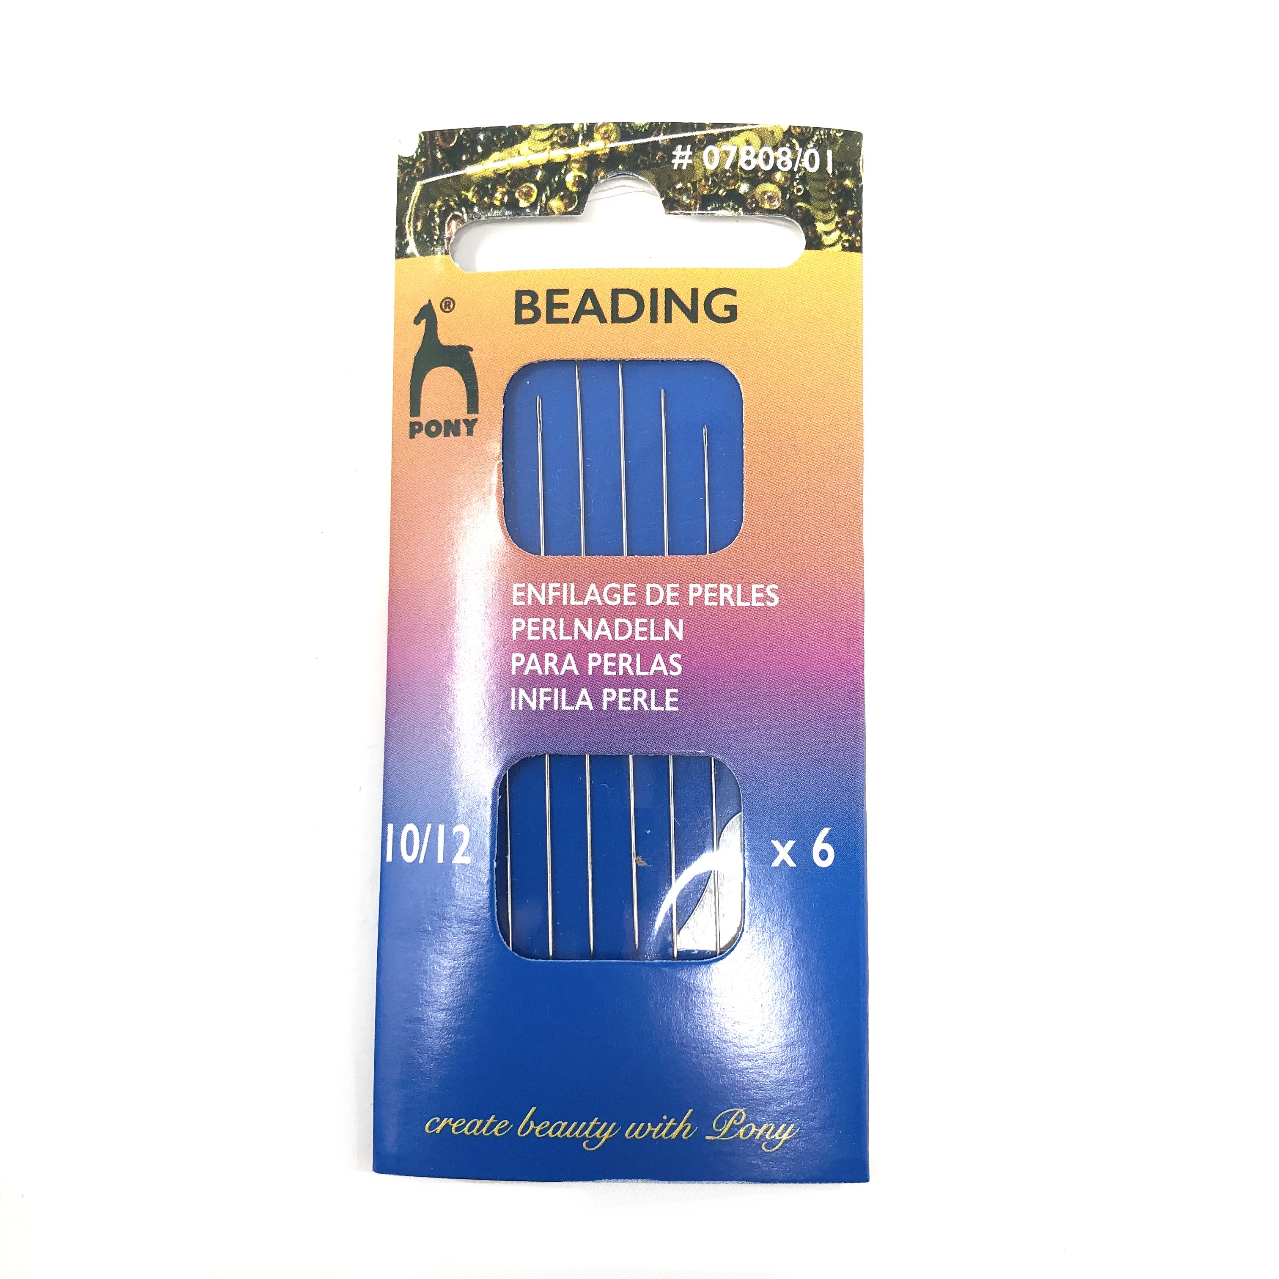 # 07808/01
BEADING
®
PONY
ENFILAGE DE PERLES
PERLNADELN
PARA PERLAS
INFILA PERLE
10/12
x 6
create beauty with Pony